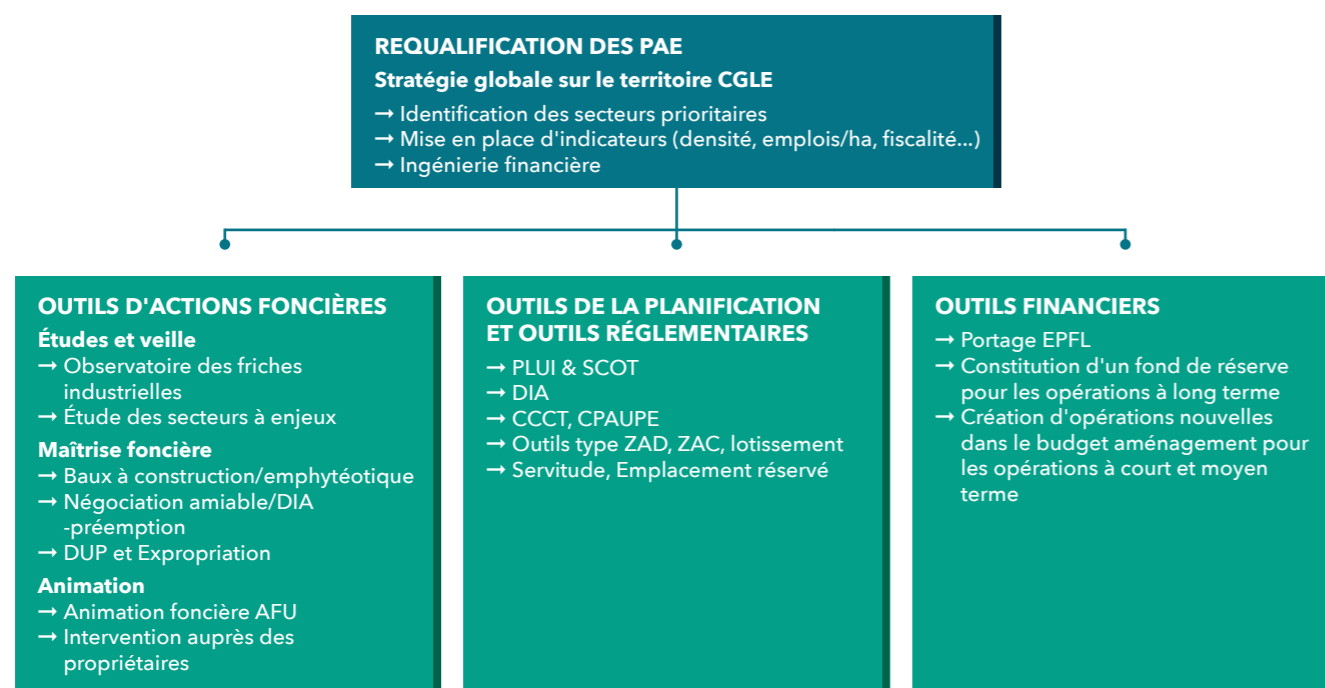 REQUALIFICATION DES PAE
Stratégie globale sur le territoire CGLE
→ Identification des secteurs prioritaires
→ Mise en place d'indicateurs (densité, emplois/ha, fiscalité...)
→ Ingénierie financière
OUTILS D'ACTIONS FONCIÈRES
Études et veille
→ Observatoire des friches
industrielles
→ Étude des secteurs à enjeux
Maîtrise foncière
→ Baux à construction/emphytéotique
→ Négociation amiable/DIA
-préemption
→ DUP et Expropriation
Animation
→ Animation foncière AFU
→ Intervention auprès des
propriétaires
OUTILS DE LA PLANIFICATION
ET OUTILS RÉGLEMENTAIRES
→ PLUI & SCOT
→ DIA
→ CCCT, CPAUPE
→ Outils type ZAD, ZAC, lotissement
→ Servitude, Emplacement réservé
OUTILS FINANCIERS
→ Portage EPFL
→ Constitution d'un fond de réserve
pour les opérations à long terme
→ Création d'opérations nouvelles
dans le budget aménagement pour
les opérations à court et moyen
terme